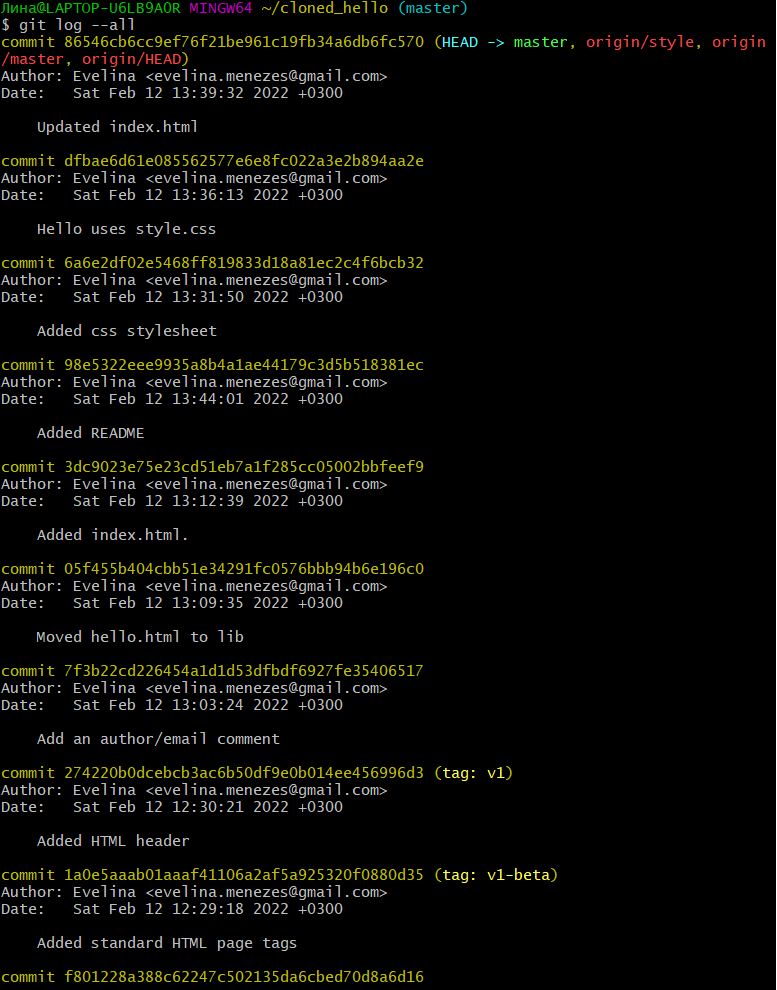 Лина@LAPTOP-U6LB9AOR MINGW64 ~/cloned_hello (master)
$ git log --all
commit 86546cb6cc9ef76f21be961c19fb34a6db6fc570 (HEAD -> master, origin/style, origin
/master, origin/HEAD)
Author: Evelina <evelina.menezes@gmail.com>
Date:   Sat Feb 12 13:39:32 2022 +0300
Updated index.html
commit dfbae6d61e085562577e6e8fc022a3e2b894aa2e
Author: Evelina <evelina.menezes@gmail.com>
Date:   Sat Feb 12 13:36:13 2022 +0300
Hello uses style.css
commit 6a6e2df02e5468ff819833d18a81ec2c4f6bcb32
Author: Evelina <evelina.menezes@gmail.com>
Date:   Sat Feb 12 13:31:50 2022 +0300
Added css stylesheet
commit 98e5322eee9935a8b4a1ae44179c3d5b518381ec
Author: Evelina <evelina.menezes@gmail.com>
Date:   Sat Feb 12 13:44:01 2022 +0300
Added README
commit 3dc9023e75e23cd51eb7a1f285cc05002bbfeef9
Author: Evelina <evelina.menezes@gmail.com>
Date:   Sat Feb 12 13:12:39 2022 +0300
Added index.html.
commit 05f455b404cbb51e34291fc0576bbb94b6e196c0
Author: Evelina <evelina.menezes@gmail.com>
Date:   Sat Feb 12 13:09:35 2022 +0300
Moved hello.html to lib
commit 7f3b22cd226454a1d1d53dfbdf6927fe35406517
Author: Evelina <evelina.menezes@gmail.com>
Date:   Sat Feb 12 13:03:24 2022 +0300
Add an author/email comment
commit 274220b0dcebcb3ac6b50df9e0b014ee456996d3 (tag: v1)
Author: Evelina <evelina.menezes@gmail.com>
Date:   Sat Feb 12 12:30:21 2022 +0300
Added HTML header
commit 1a0e5aaab01aaaf41106a2af5a925320f0880d35 (tag: v1-beta)
Author: Evelina <evelina.menezes@gmail.com>
Date:   Sat Feb 12 12:29:18 2022 +0300
Added standard HTML page tags
commit f801228a388c62247c502135da6cbed70d8a6d16